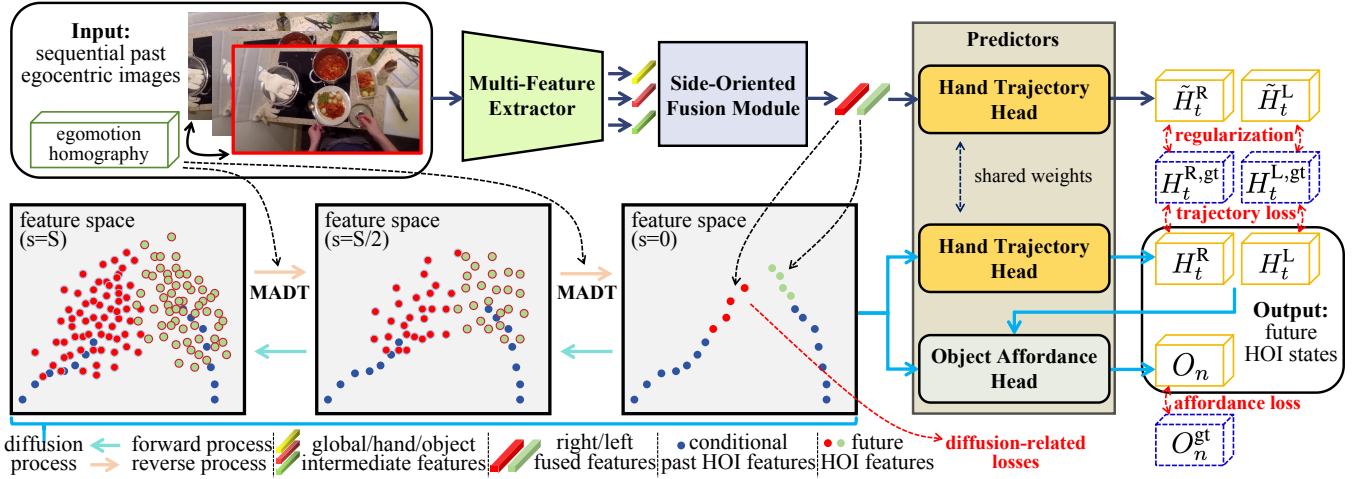 Input:
sequential past
egocentric images
egomotion
homography
Multi-Feature
Extractor
Side-Oriented
Fusion Module
Predictors
Hand Trajectory
Head
shared weights
Hand Trajectory
Head
Object Affordance
Head
H̃_t^R
H̃_t^L
regularization
H_t^{R,gt}
H_t^{L,gt}
trajectory loss
H_t^R
H_t^L
Output:
future
HOI states
O_n
affordance loss
O_n^{gt}
feature space
(s=S)
MADT
feature space
(s=S/2)
MADT
feature space
(s=0)
diffusion
process
forward process
reverse process
global/hand/object
intermediate features
right/left
fused features
conditional
past HOI features
future
HOI features
diffusion-related
losses